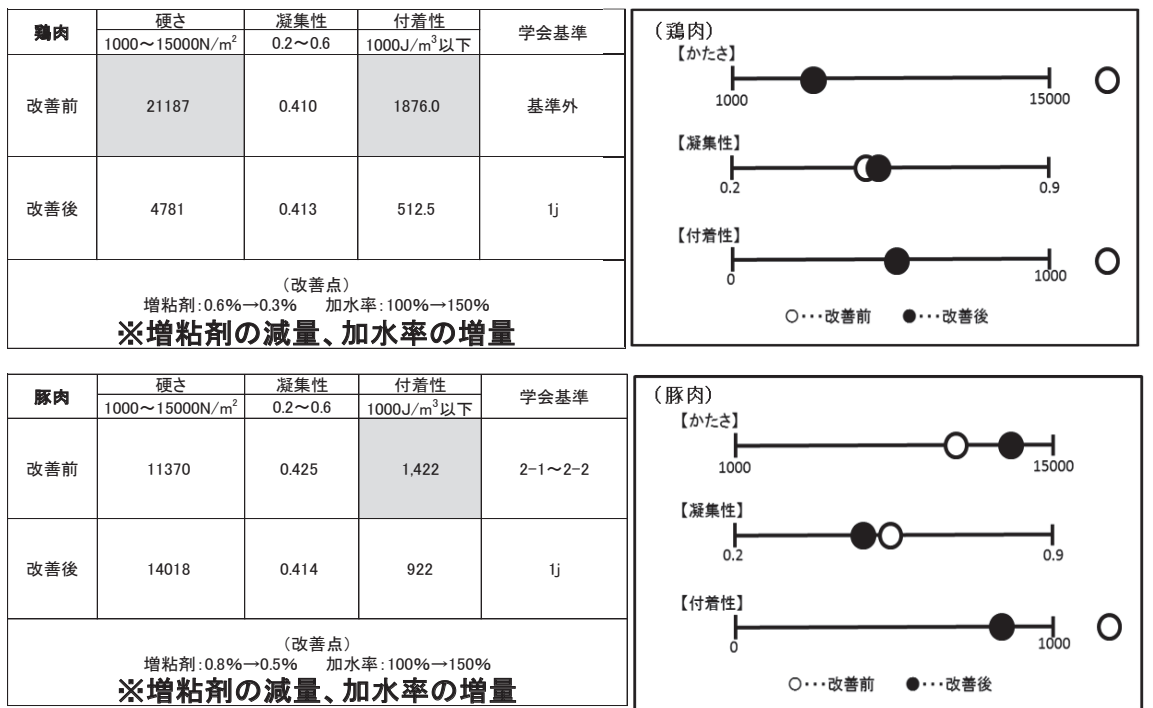 鶏肉 硬さ 凝集性 付着性 学会基準
1000～15000N/m² 0.2～0.6 1000J/m³以下
改善前 21187 0.410 1876.0 基準外
改善後 4781 0.413 512.5 1j
（改善点）
増粘剤:0.6%→0.3% 加水率:100%→150%
※増粘剤の減量、加水率の増量
（鶏肉）
【かたさ】
1000 15000
【凝集性】
0.2 0.9
【付着性】
0 1000
○・・・改善前 ●・・・改善後
豚肉 硬さ 凝集性 付着性 学会基準
1000～15000N/m² 0.2～0.6 1000J/m³以下
改善前 11370 0.425 1,422 2-1～2-2
改善後 14018 0.414 922 1j
（改善点）
増粘剤:0.8%→0.5% 加水率:100%→150%
※増粘剤の減量、加水率の増量
（豚肉）
【かたさ】
1000 15000
【凝集性】
0.2 0.9
【付着性】
0 1000
○・・・改善前 ●・・・改善後